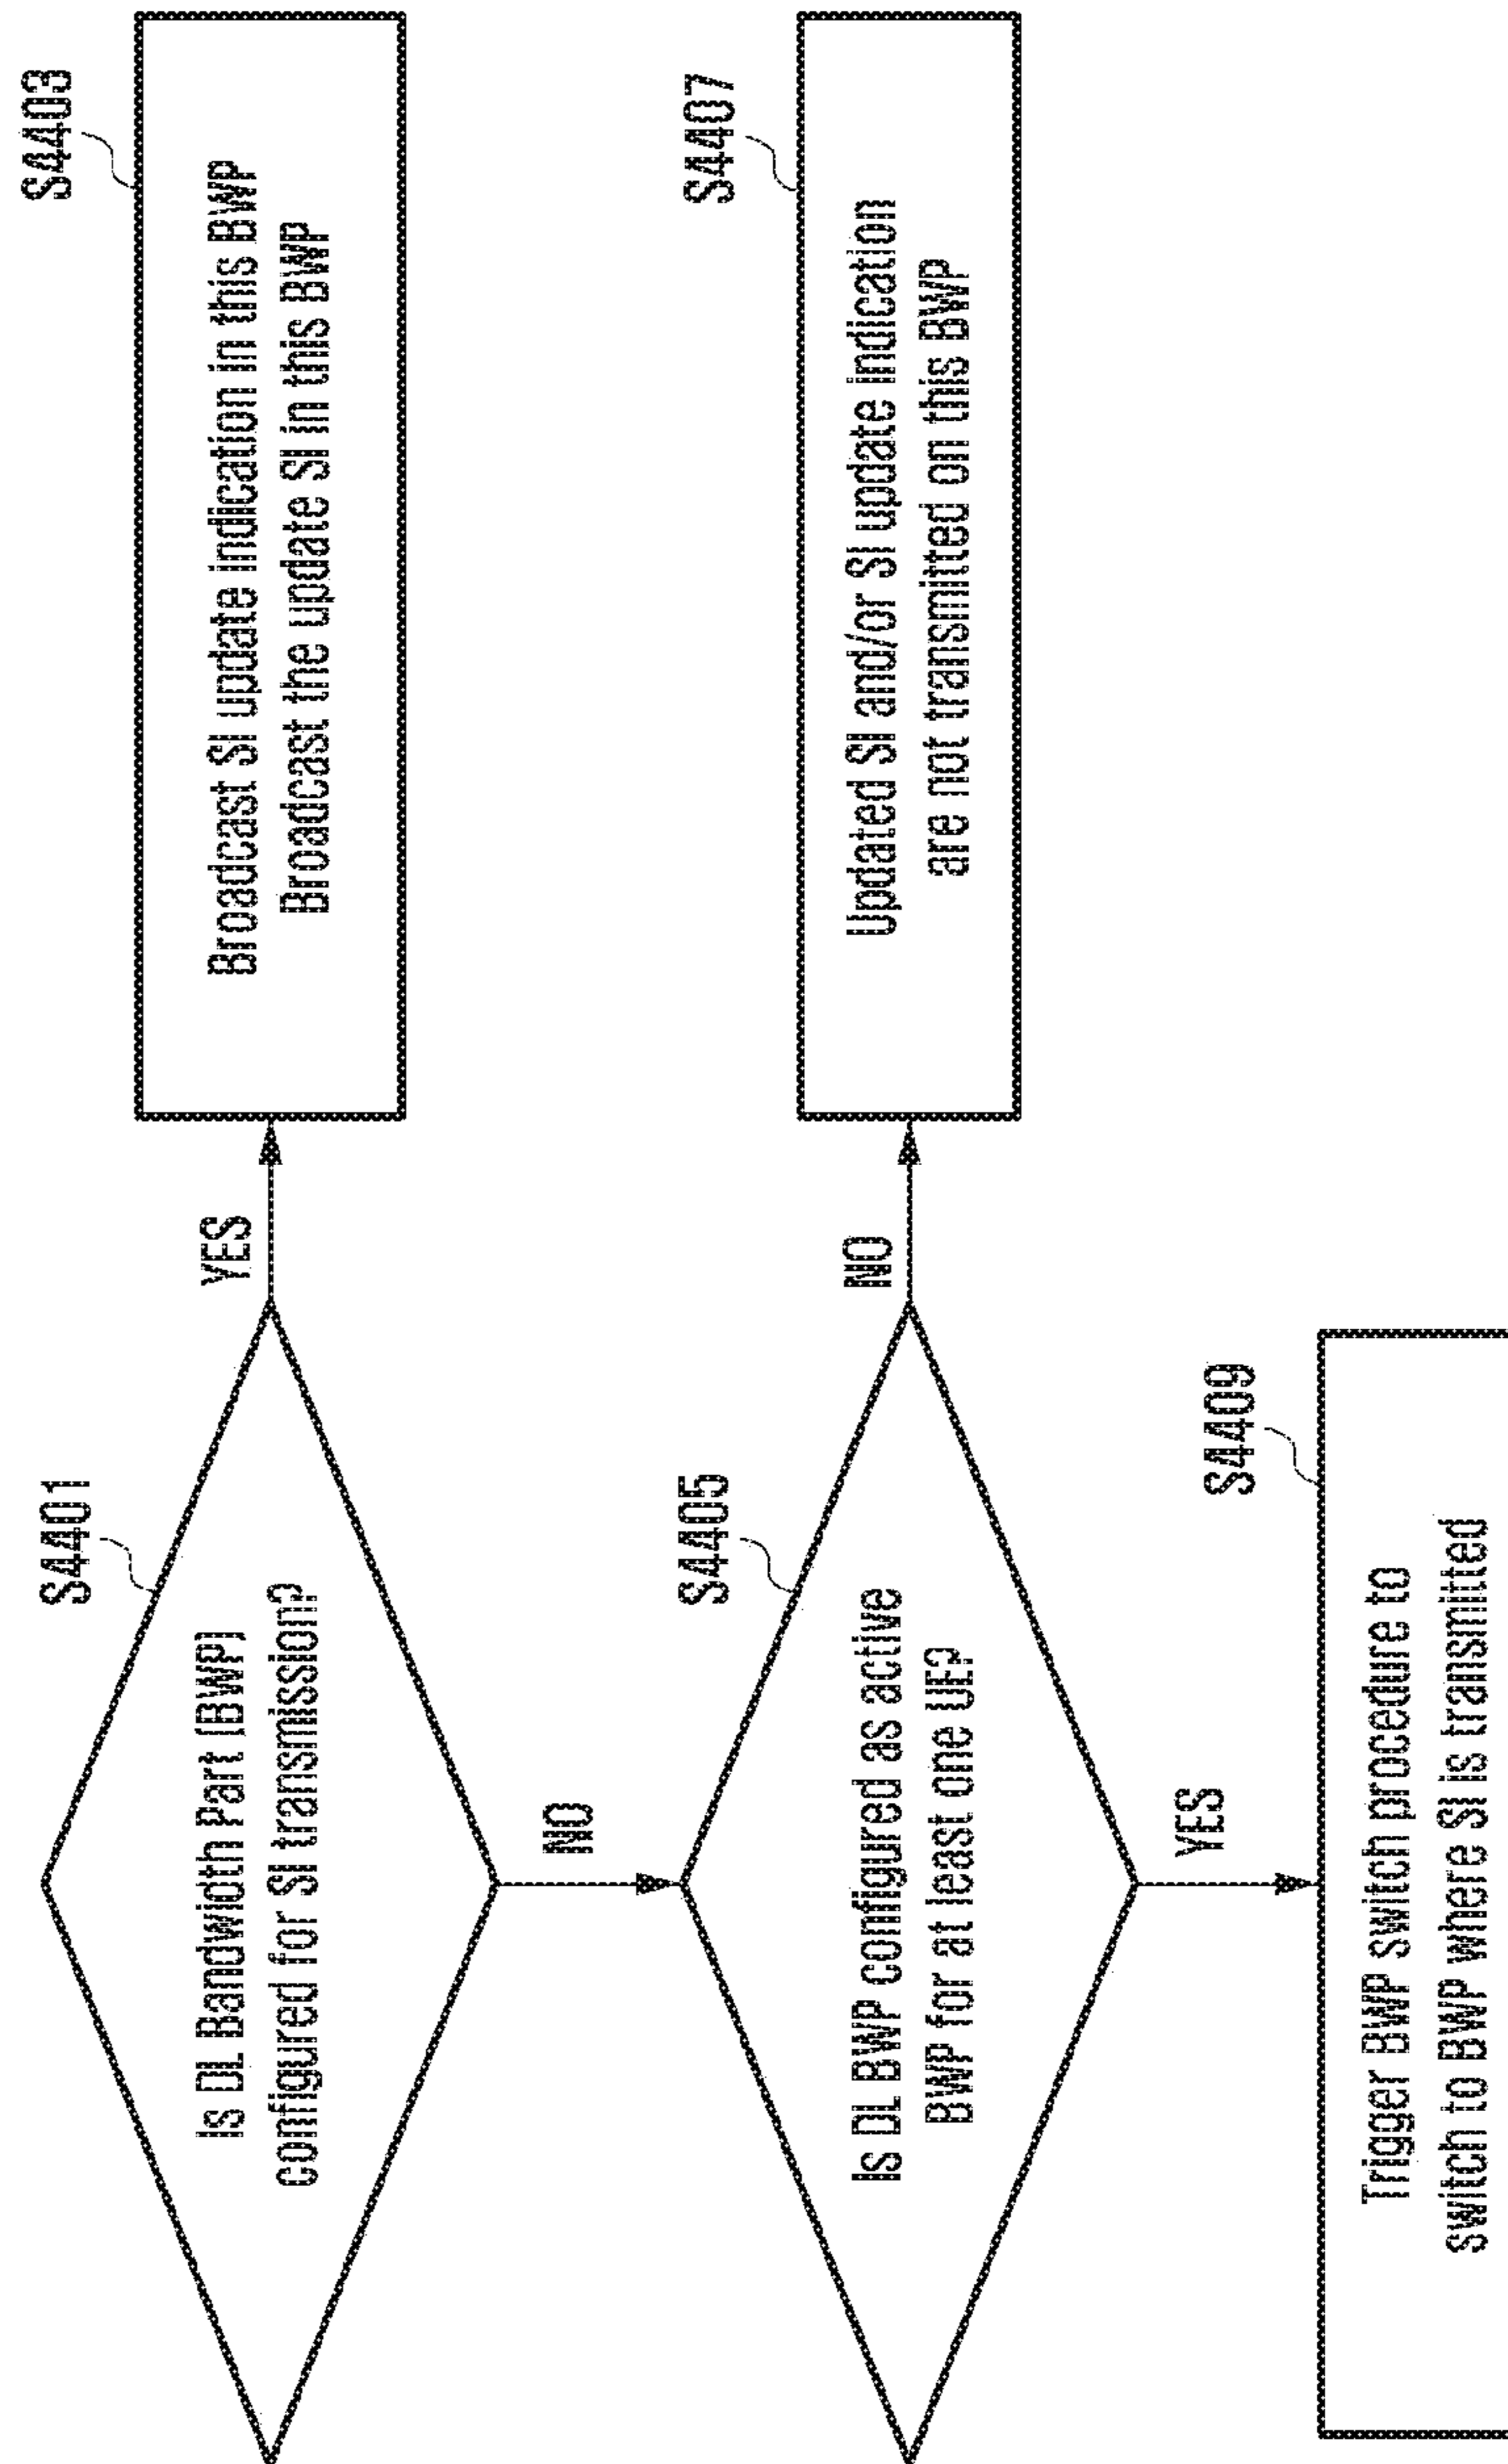 S4401
Is DL Bandwidth Part (BWP)
configured for SI transmission?
YES
S4403
Broadcast SI update indication in this BWP
Broadcast the update SI in this BWP
NO
S4405
Is DL BWP configured as active
BWP for at least one UE?
NO
S4407
Updated SI and/or SI update indication
are not transmitted on this BWP
YES
S4409
Trigger BWP switch procedure to
switch to BWP where SI is transmitted